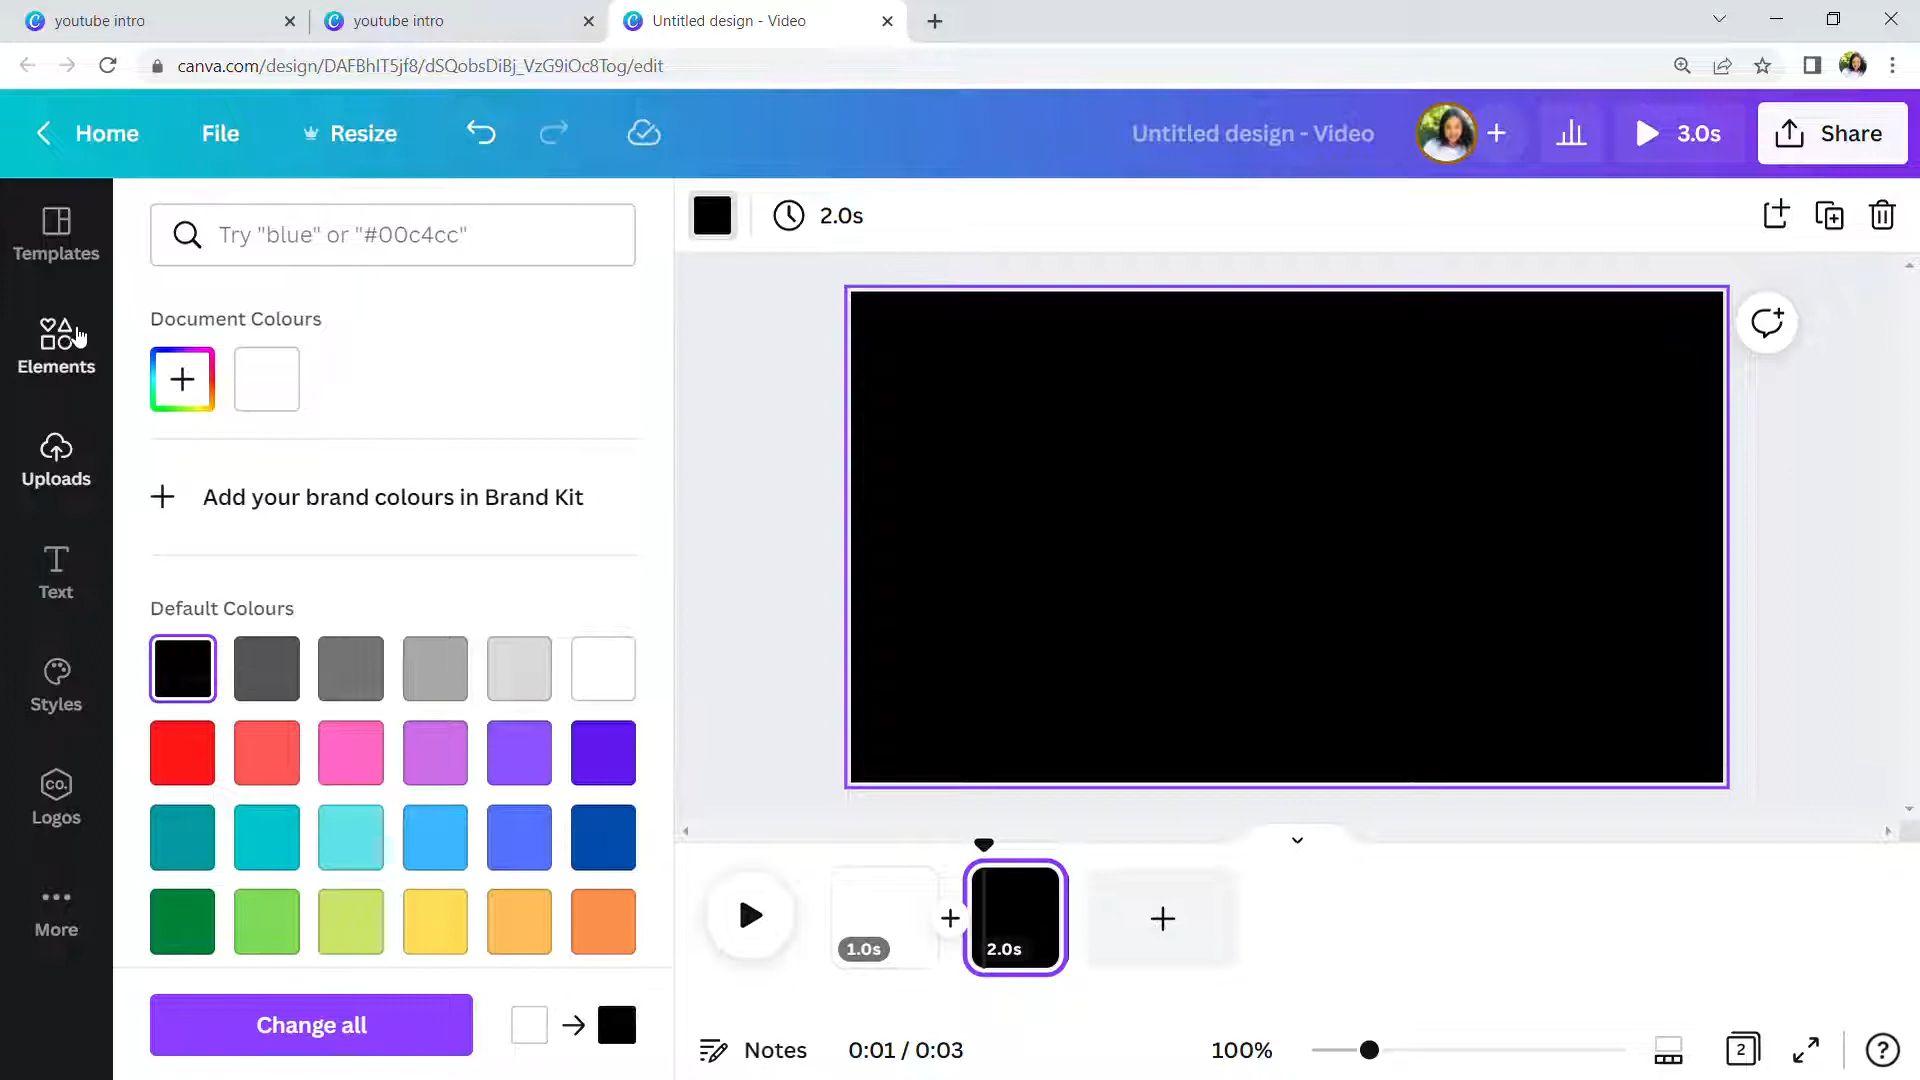 youtube intro
youtube intro
Untitled design - Video
canva.com/design/DAFBhIT5jf8/dSQobsDiBj_VzG9iOc8Tog/edit
Home
File
Resize
Untitled design - Video
3.0s
Share
Templates
Elements
Uploads
Text
Styles
CO.
Logos
More
Try "blue" or "#00c4cc"
Document Colours
Add your brand colours in Brand Kit
Default Colours
Change all
2.0s
1.0s
2.0s
Notes
0:01 / 0:03
100%
2